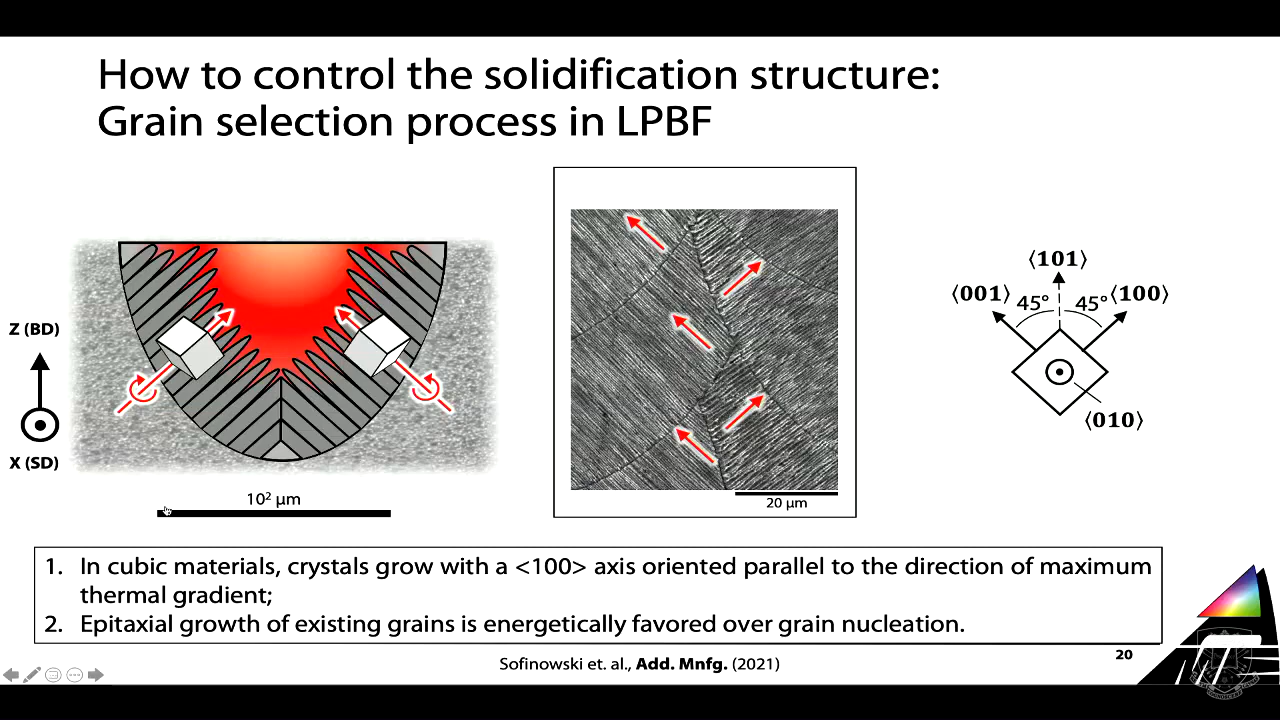 How to control the solidification structure:
Grain selection process in LPBF
Z (BD)
X (SD)
10² µm
20 µm
⟨101⟩
⟨001⟩ 45° 45° ⟨100⟩
⟨010⟩
1. In cubic materials, crystals grow with a <100> axis oriented parallel to the direction of maximum
thermal gradient;
2. Epitaxial growth of existing grains is energetically favored over grain nucleation.
Sofinowski et. al., Add. Mnfg. (2021)
20